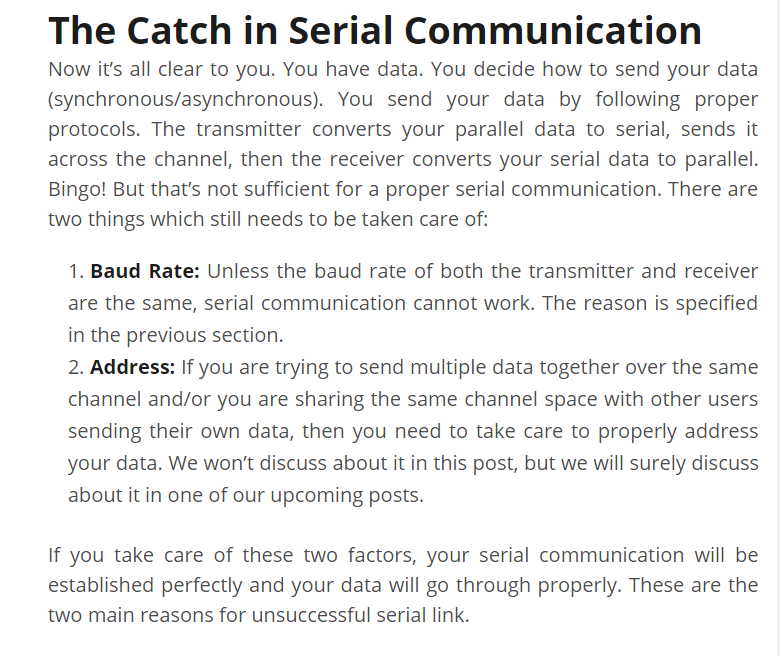 The Catch in Serial Communication
Now it’s all clear to you. You have data. You decide how to send your data
(synchronous/asynchronous). You send your data by following proper
protocols. The transmitter converts your parallel data to serial, sends it
across the channel, then the receiver converts your serial data to parallel.
Bingo! But that’s not sufficient for a proper serial communication. There are
two things which still needs to be taken care of:
1. Baud Rate: Unless the baud rate of both the transmitter and receiver
are the same, serial communication cannot work. The reason is specified
in the previous section.
2. Address: If you are trying to send multiple data together over the same
channel and/or you are sharing the same channel space with other users
sending their own data, then you need to take care to properly address
your data. We won’t discuss about it in this post, but we will surely discuss
about it in one of our upcoming posts.
If you take care of these two factors, your serial communication will be
established perfectly and your data will go through properly. These are the
two main reasons for unsuccessful serial link.